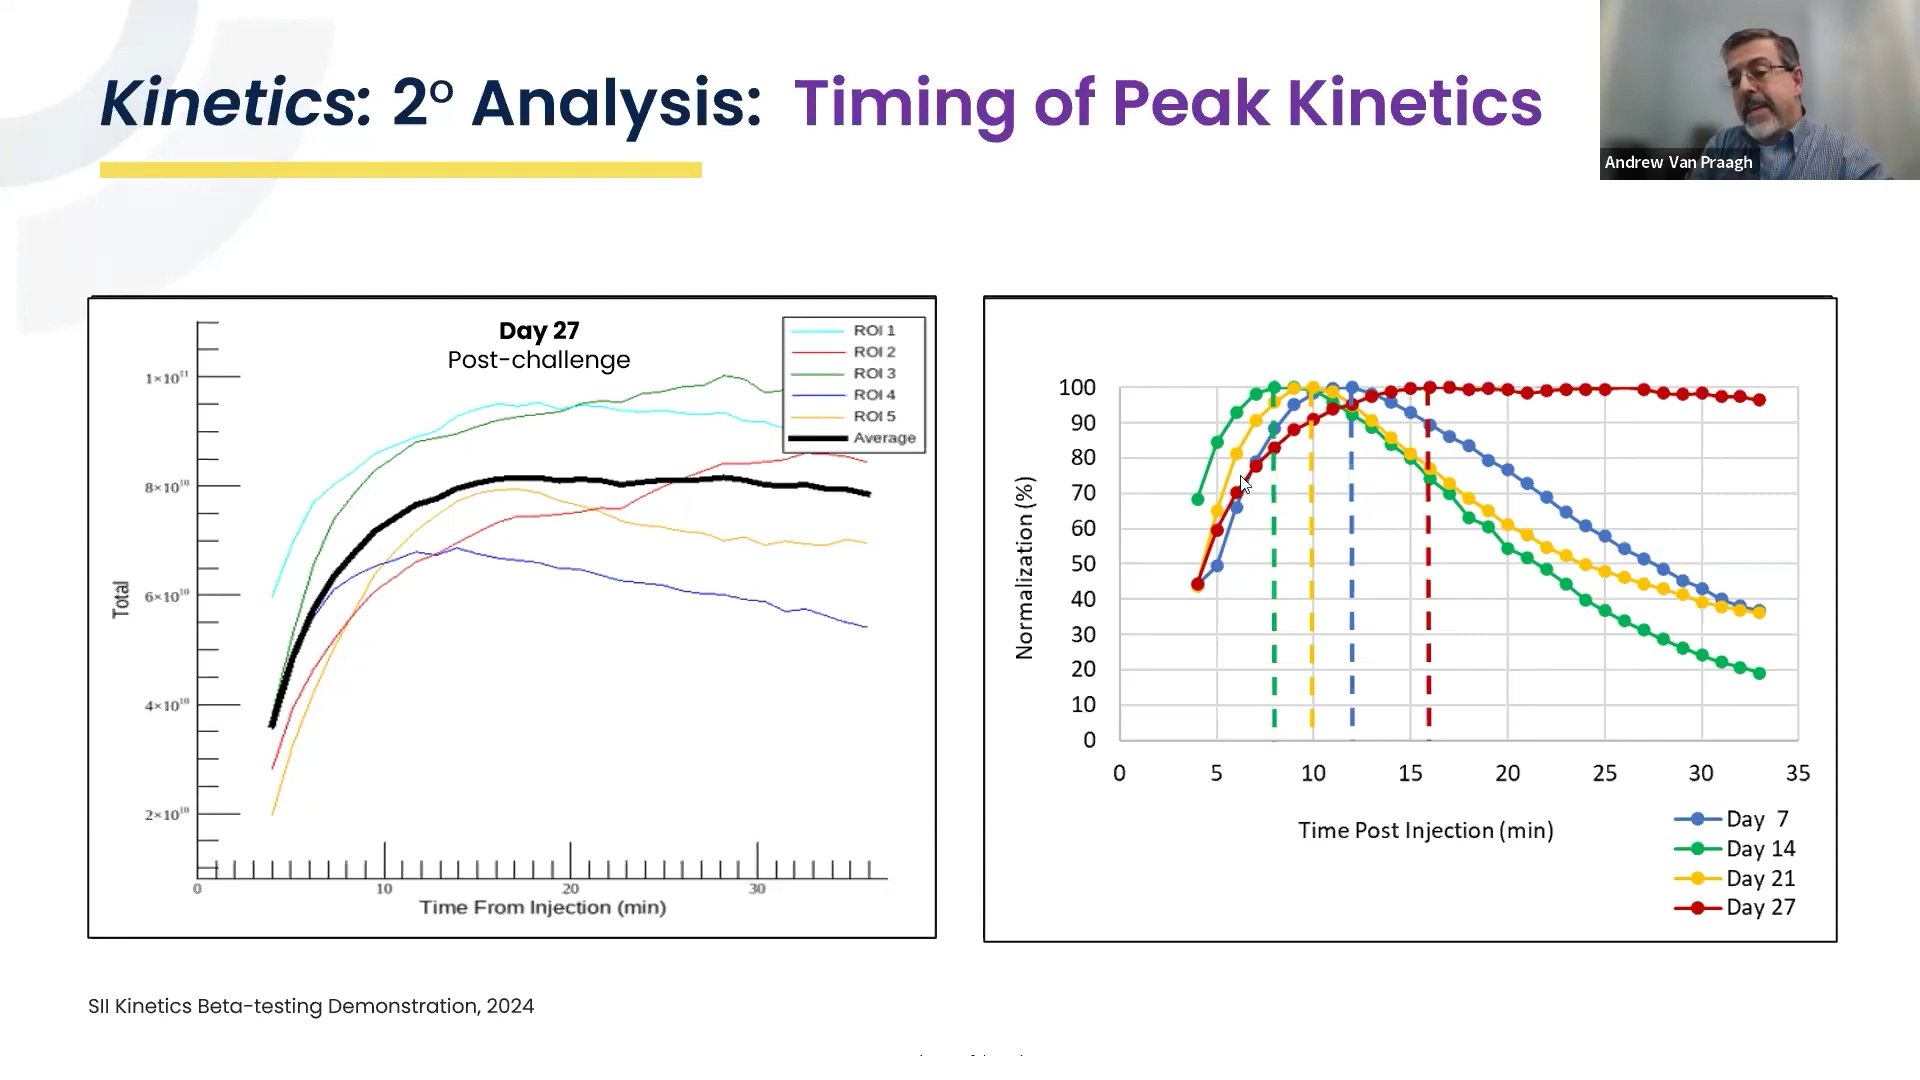 Kinetics: 2° Analysis: Timing of Peak Kinetics
Andrew Van Praagh
Day 27
Post-challenge
ROI 1
ROI 2
ROI 3
ROI 4
ROI 5
Average
1×10¹¹
8×10¹⁰
6×10¹⁰
4×10¹⁰
2×10¹⁰
Total
0 10 20 30
Time From Injection (min)
100
90
80
70
60
50
40
30
20
10
0
Normalization (%)
0 5 10 15 20 25 30 35
Time Post Injection (min)
Day 7
Day 14
Day 21
Day 27
SII Kinetics Beta-testing Demonstration, 2024